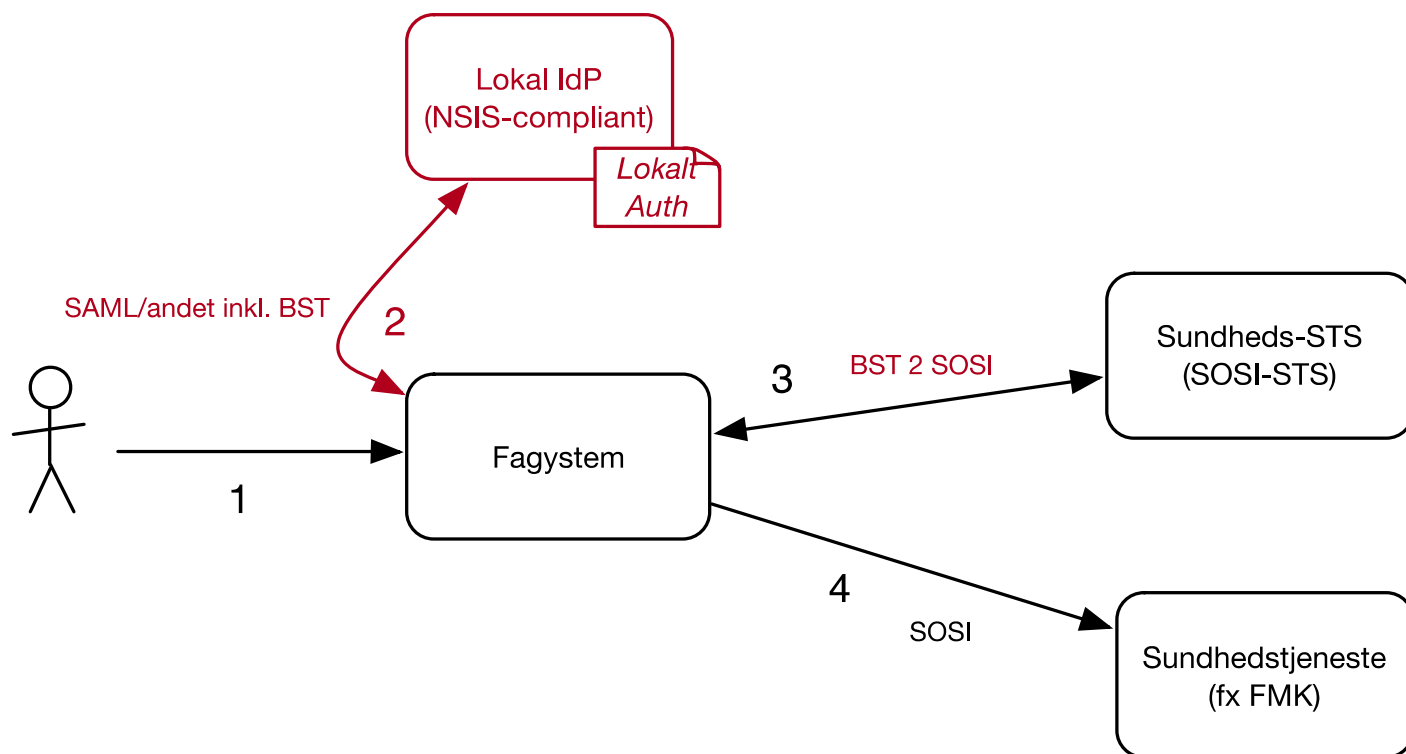 Lokal IdP
(NSIS-compliant)
Lokalt
Auth
SAML/andet inkl. BST
2
Sundheds-STS
(SOSI-STS)
3
BST 2 SOSI
Fagystem
1
4
SOSI
Sundhedstjeneste
(fx FMK)